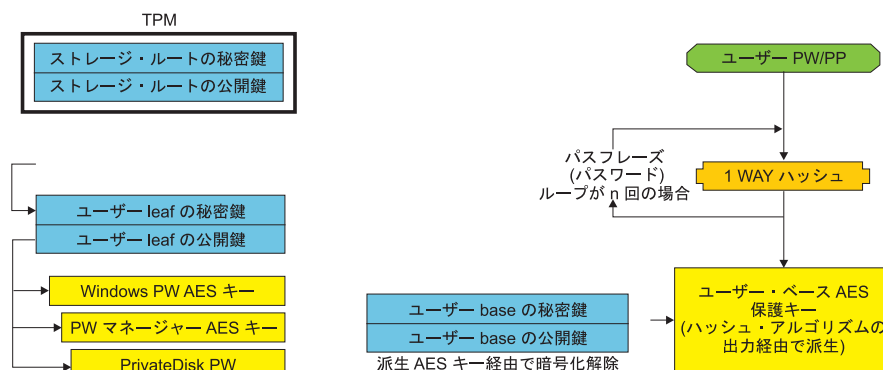 TPM
ストレージ・ルートの秘密鍵
ストレージ・ルートの公開鍵
ユーザー PW/PP
パスフレーズ
(パスワード)
ループが n 回の場合
1 WAY ハッシュ
ユーザー leaf の秘密鍵
ユーザー leaf の公開鍵
Windows PW AES キー
PW マネージャー AES キー
PrivateDisk PW
ユーザー base の秘密鍵
ユーザー base の公開鍵
派生 AES キー経由で暗号化解除
ユーザー・ベース AES
保護キー
(ハッシュ・アルゴリズムの
出力経由で派生)